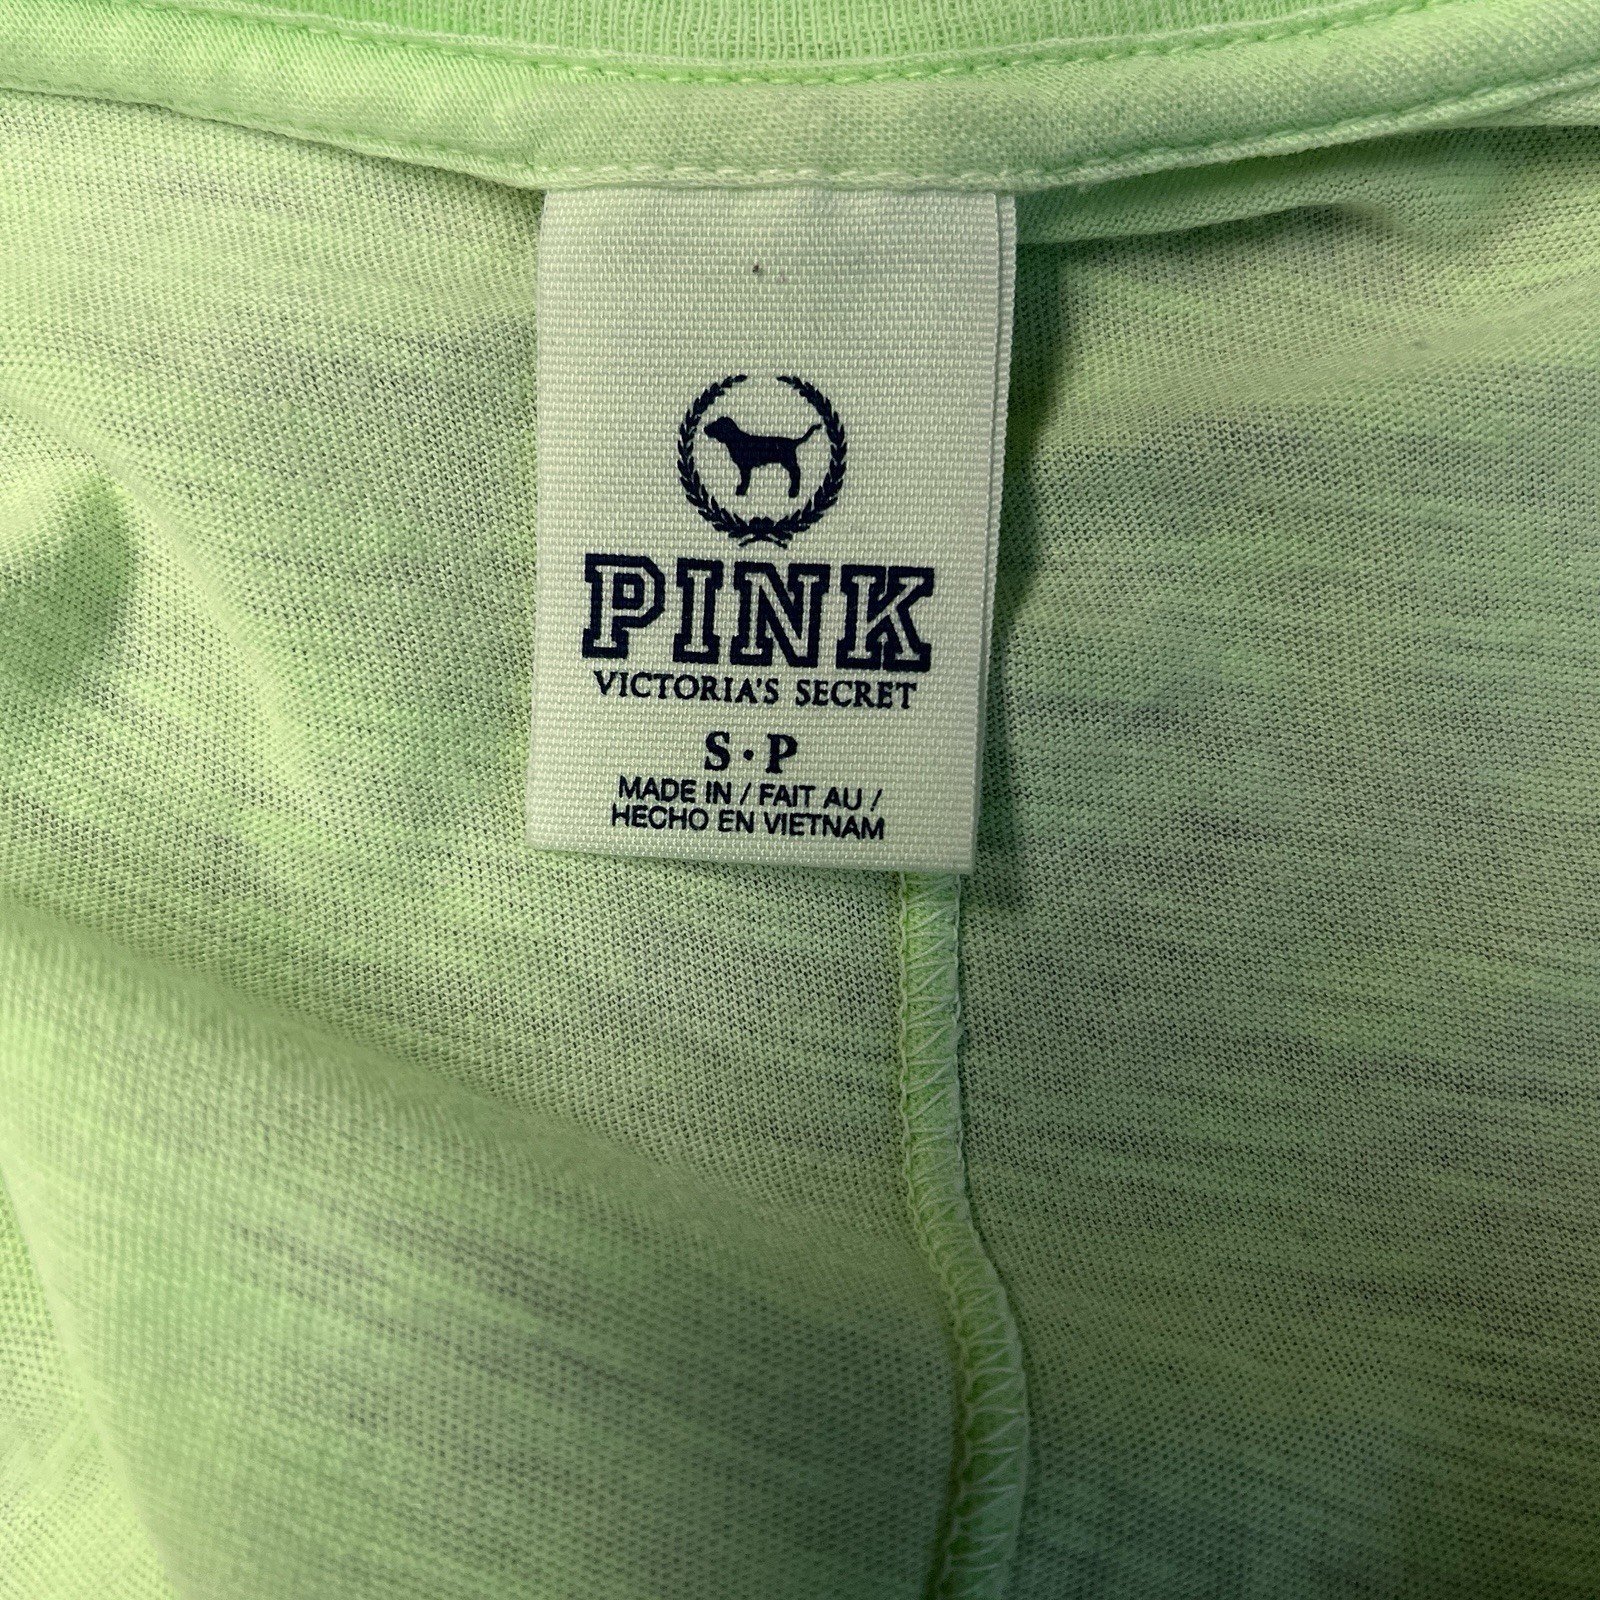 PINK
VICTORIA'S SECRET
S·P
MADE IN / FAIT AU /
HECHO EN VIETNAM